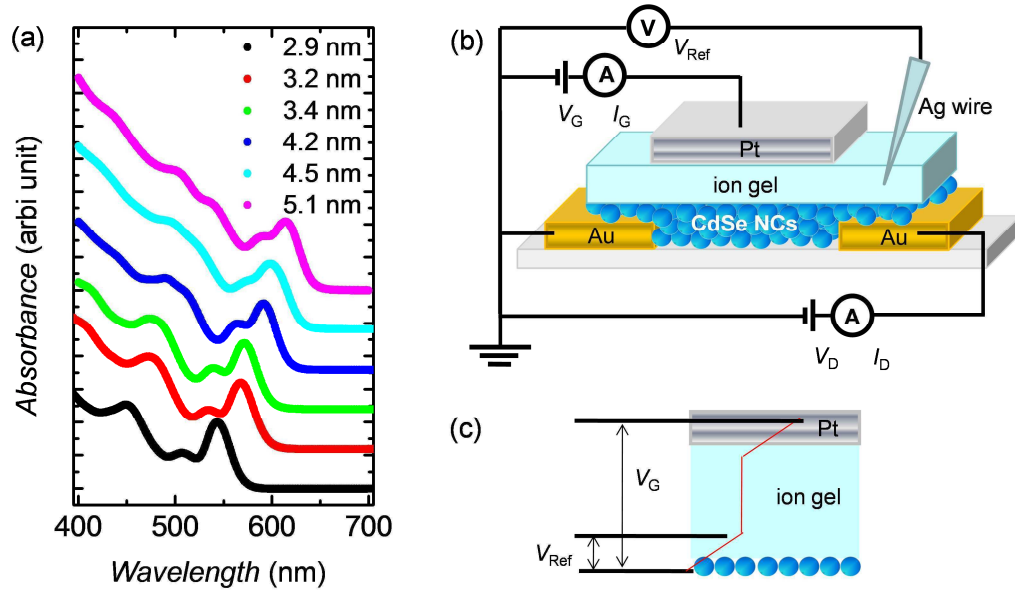 (a)
2.9 nm
3.2 nm
3.4 nm
4.2 nm
4.5 nm
5.1 nm
Absorbance (arbi unit)
400 500 600 700
Wavelength (nm)
(b)
V
VRef
A
VG IG
Ag wire
Pt
ion gel
CdSe NCs
Au Au
A
VD ID
(c)
Pt
VG
ion gel
VRef